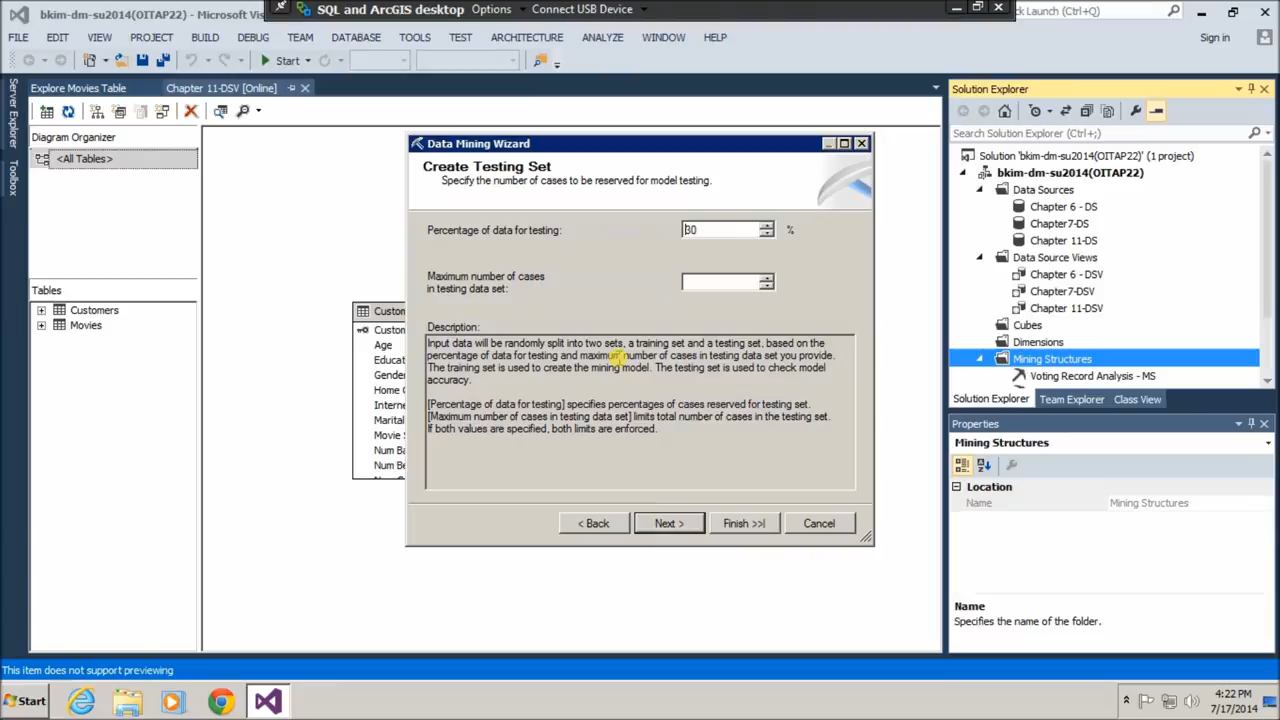 SQL and ArcGIS desktop Options Connect USB Device
bkim-dm-su2014(OITAP22) - Microsoft Vis
Launch (Ctrl+Q)
FILE EDIT VIEW PROJECT BUILD DEBUG TEAM DATABASE TOOLS TEST ARCHITECTURE ANALYZE WINDOW HELP
Sign in
Start
Server Explorer
Toolbox
Explore Movies Table
Chapter 11-DSV [Online]
Diagram Organizer
<All Tables>
Tables
Customers
Movies
Custom
Custom
Age
Educat
Gender
Home C
Interne
Marital
Movie S
Num Ba
Num Be
Data Mining Wizard
Create Testing Set
Specify the number of cases to be reserved for model testing.
Percentage of data for testing: 30 %
Maximum number of cases
in testing data set:
Description:
Input data will be randomly split into two sets, a training set and a testing set, based on the
percentage of data for testing and maximum number of cases in testing data set you provide.
The training set is used to create the mining model. The testing set is used to check model
accuracy.
[Percentage of data for testing] specifies percentages of cases reserved for testing set.
[Maximum number of cases in testing data set] limits total number of cases in the testing set.
If both values are specified, both limits are enforced.
< Back Next > Finish >>| Cancel
Solution Explorer
Search Solution Explorer (Ctrl+;)
Solution 'bkim-dm-su2014(OITAP22)' (1 project)
bkim-dm-su2014(OITAP22)
Data Sources
Chapter 6 - DS
Chapter7-DS
Chapter 11-DS
Data Source Views
Chapter 6 -DSV
Chapter7-DSV
Chapter 11-DSV
Cubes
Dimensions
Mining Structures
Voting Record Analysis - MS
Solution Explorer Team Explorer Class View
Properties
Mining Structures
Location
Name Mining Structures
Name
Specifies the name of the folder.
This item does not support previewing
Start
4:22 PM
7/17/2014